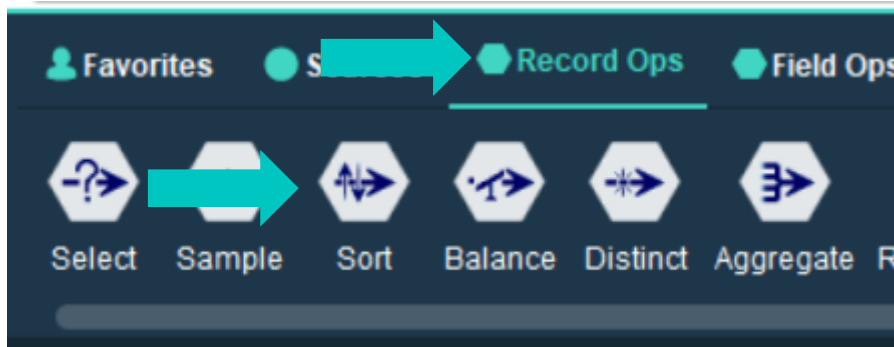 Favorites
Record Ops
Field Ops
Select Sample Sort Balance Distinct Aggregate R